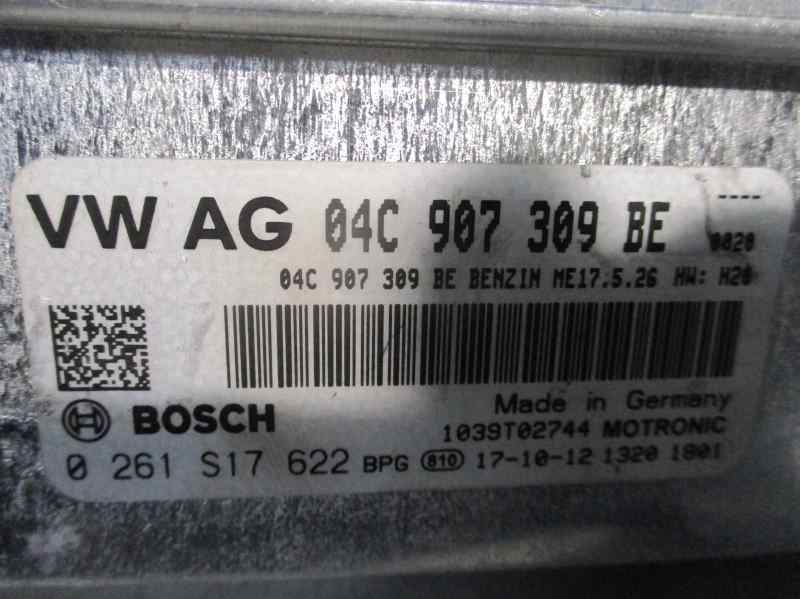 ----
VW AG 04C 907 309 BE 0020
04C 907 309 BE BENZIN ME17.5.26 HW: H20
BOSCH
Made in Germany
1039T02744 MOTRONIC
0 261 S17 622 BPG 810 17-10-12 1320 1801